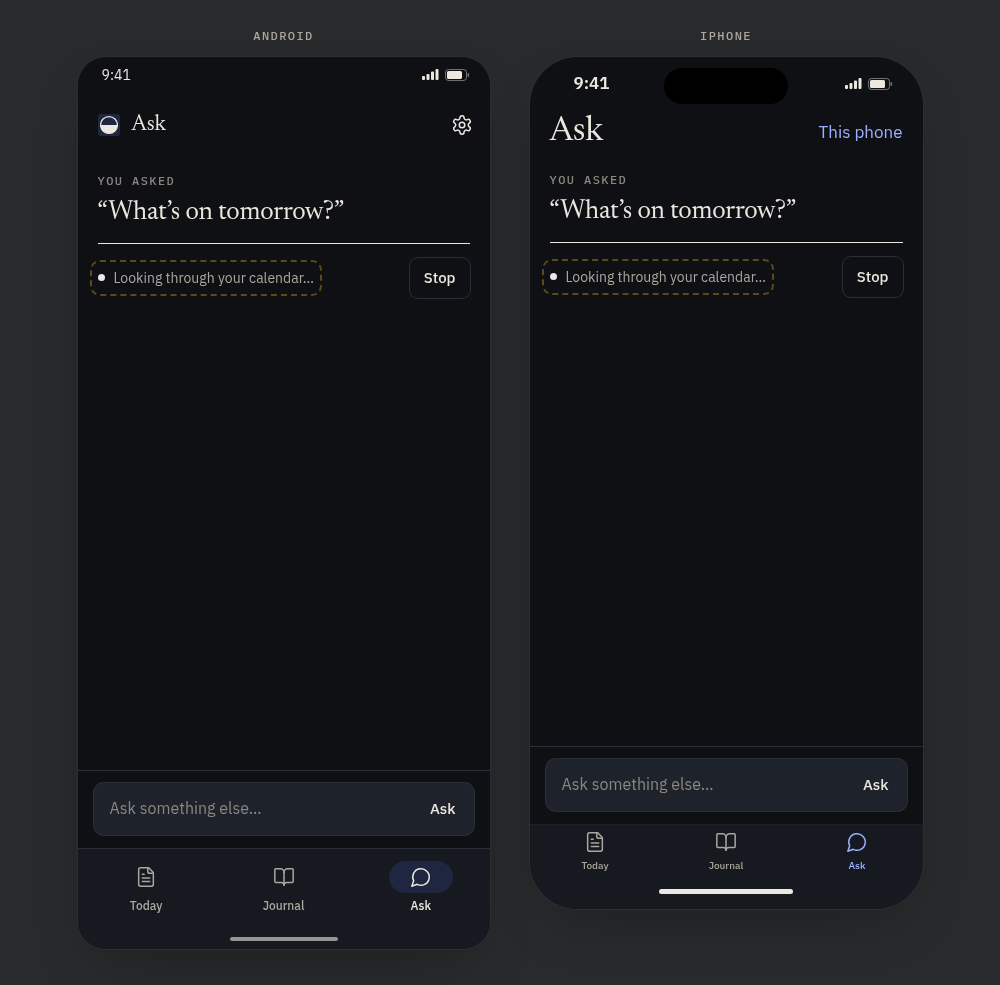 ANDROID
9:41
Ask
YOU ASKED
“What’s on tomorrow?”
Looking through your calendar…
Stop
Ask something else…
Ask
Today
Journal
Ask
IPHONE
9:41
Ask
This phone
YOU ASKED
“What’s on tomorrow?”
Looking through your calendar…
Stop
Ask something else…
Ask
Today
Journal
Ask